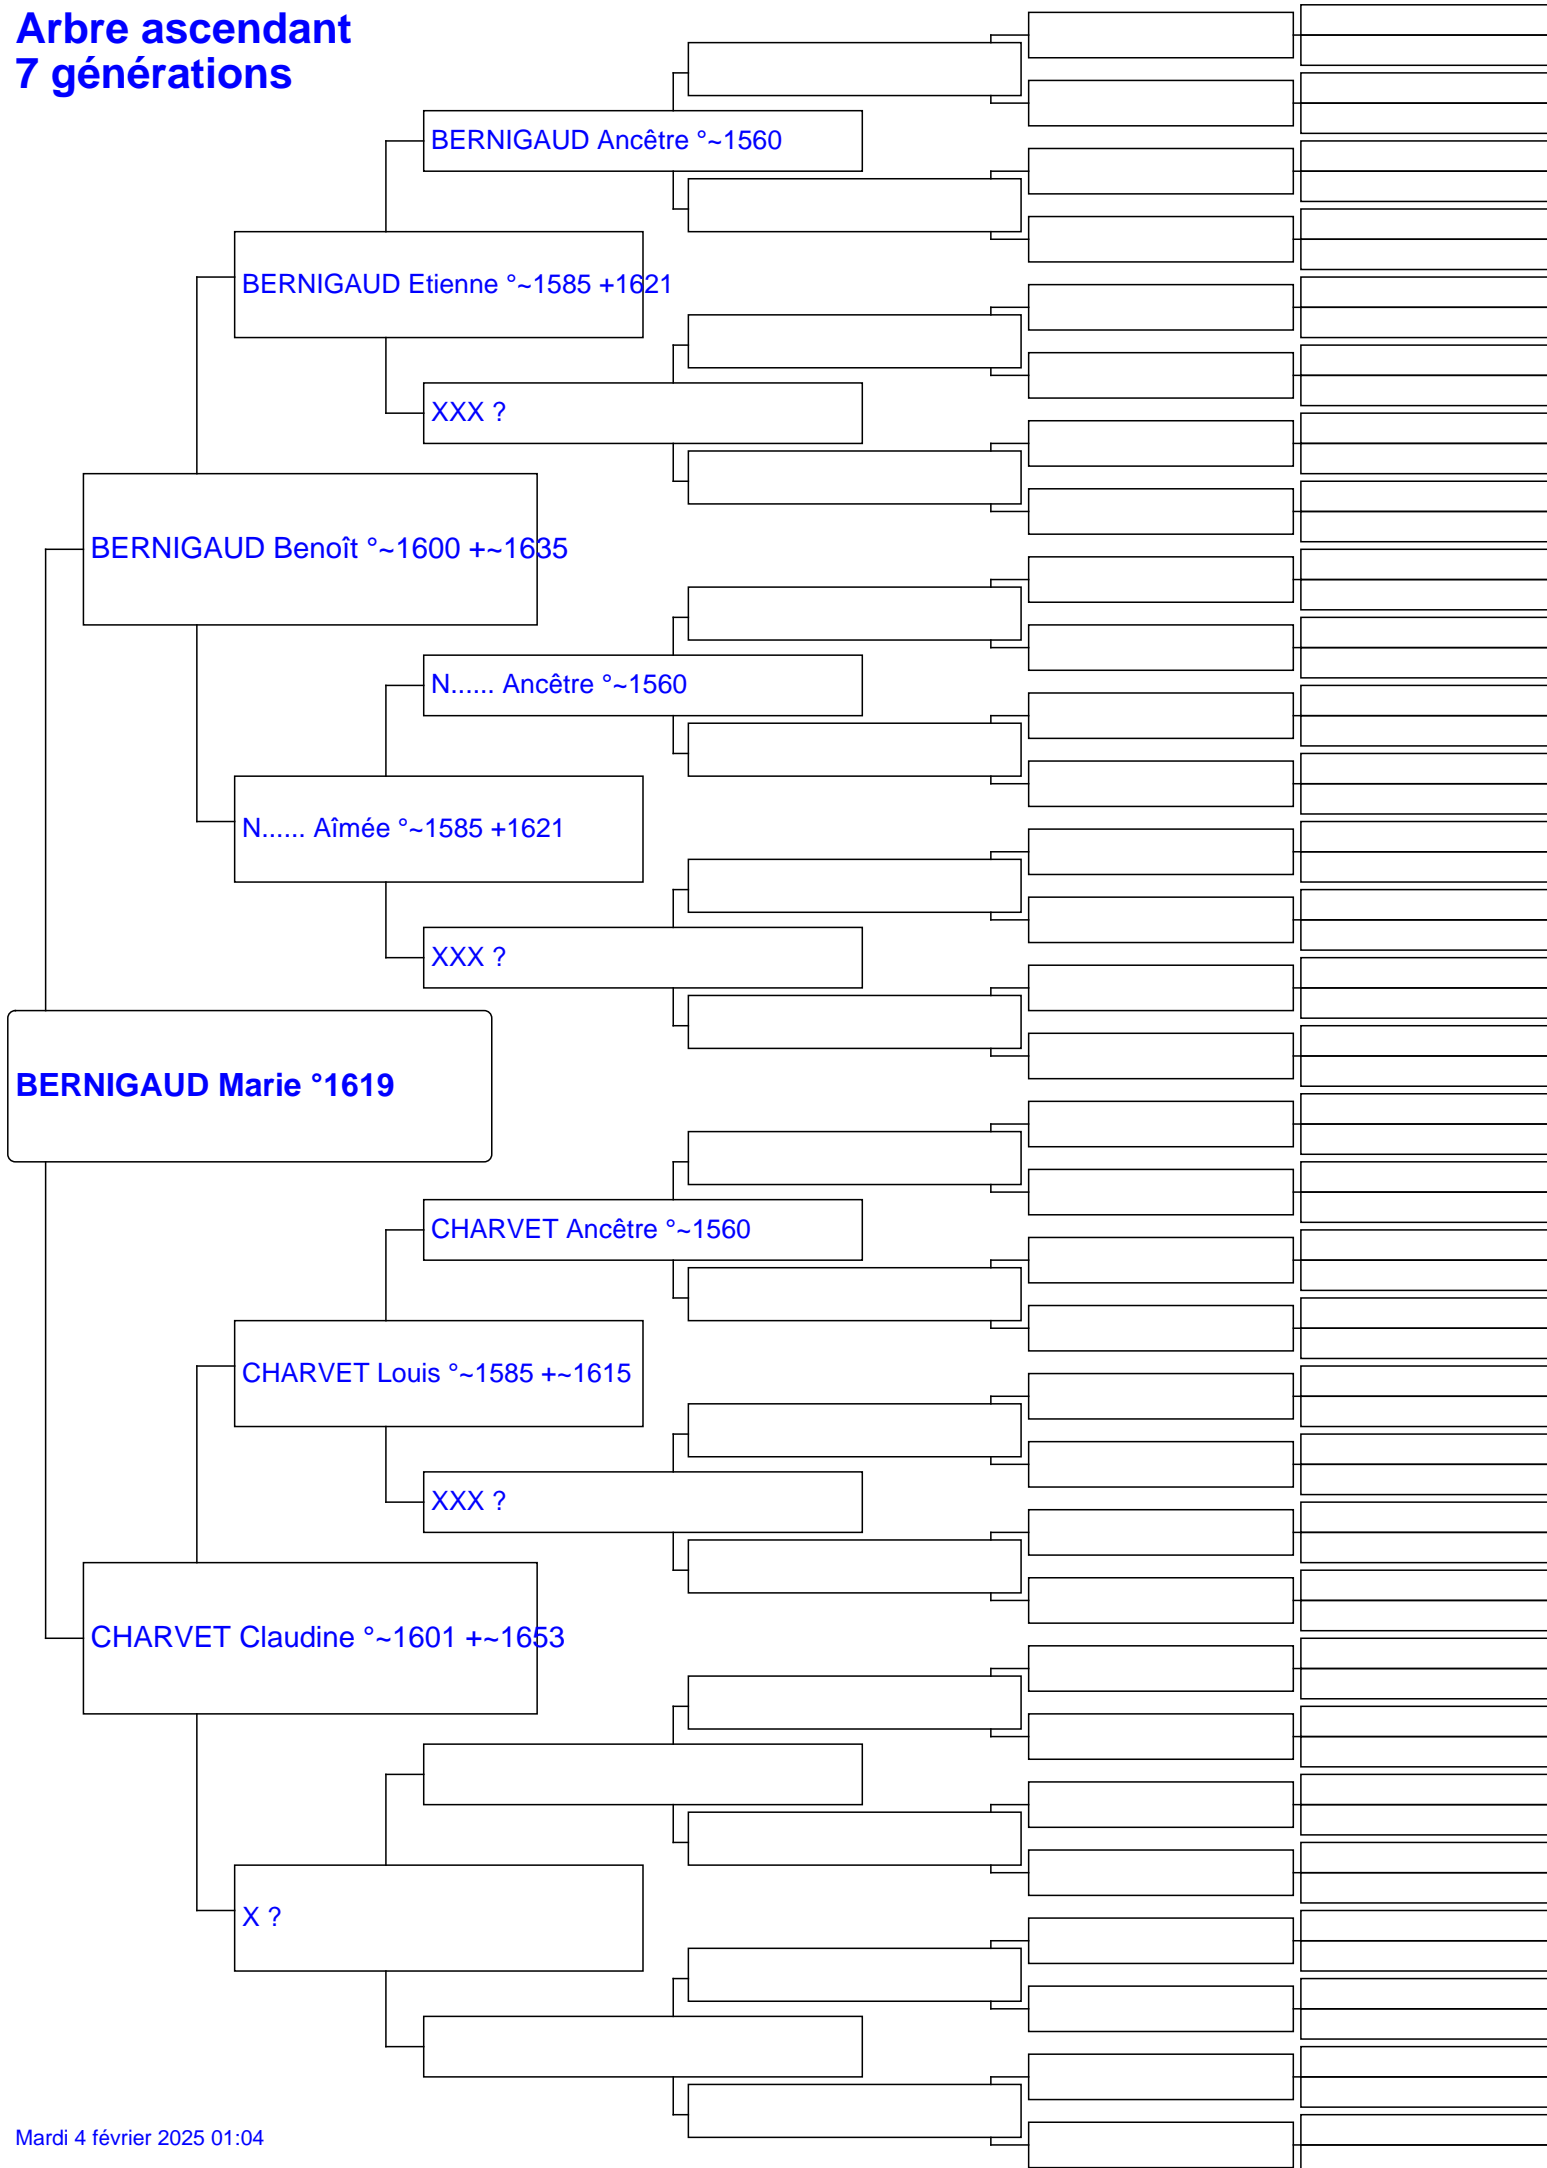 Arbre ascendant
7 générations
BERNIGAUD Ancêtre °~1560
BERNIGAUD Etienne °~1585 +1621
XXX ?
BERNIGAUD Benoît °~1600 +~1635
N...... Ancêtre °~1560
N...... Aîmée °~1585 +1621
XXX ?
BERNIGAUD Marie °1619
CHARVET Ancêtre °~1560
CHARVET Louis °~1585 +~1615
XXX ?
CHARVET Claudine °~1601 +~1653
X ?
Mardi 4 février 2025 01:04